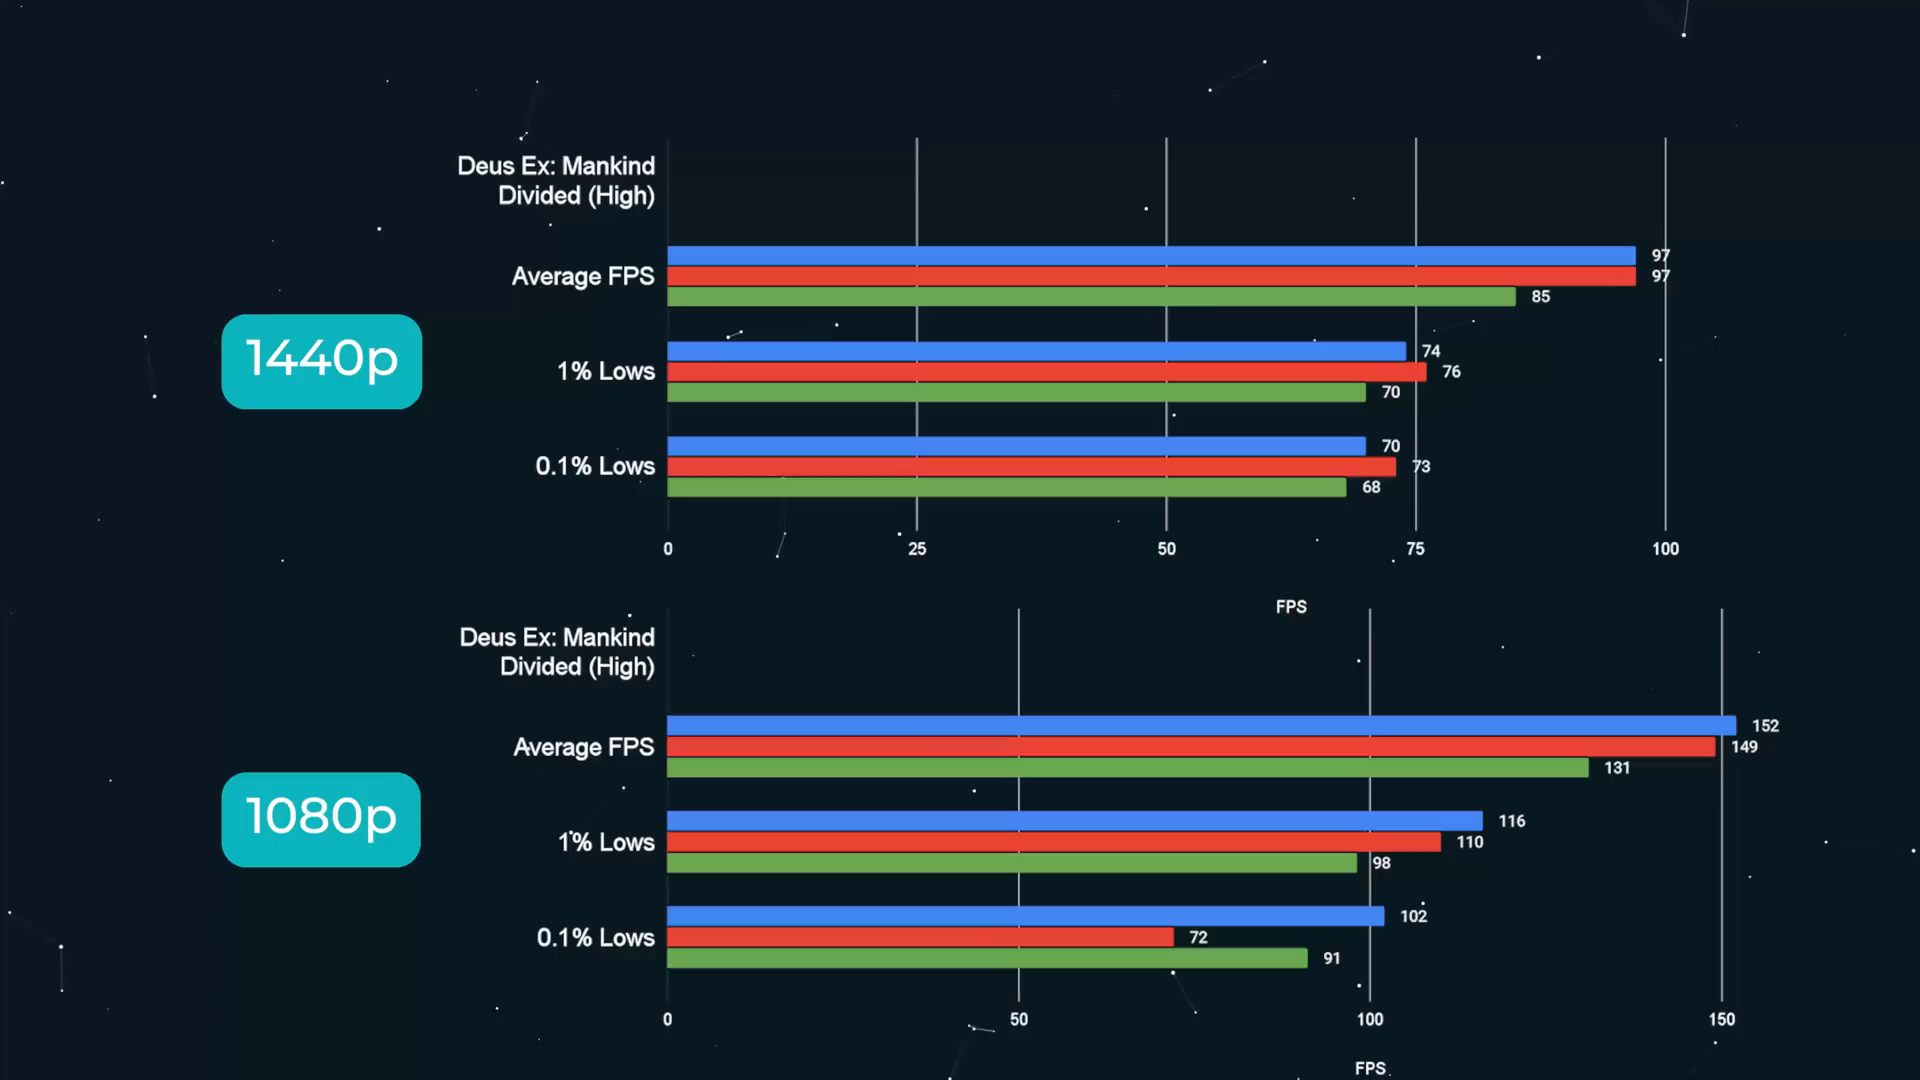 Deus Ex: Mankind
Divided (High)
97
Average FPS
97
85
1440p
74
1% Lows
76
70
70
0.1% Lows
73
68
0
25
50
75
100
FPS
Deus Ex: Mankind
Divided (High)
152
Average FPS
149
131
1080p
116
1% Lows
110
98
102
0.1% Lows
72
91
0
50
100
150
FPS